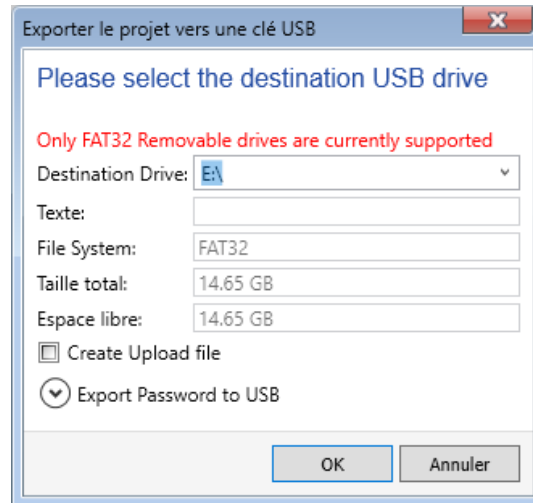 Exporter le projet vers une clé USB
Please select the destination USB drive
Only FAT32 Removable drives are currently supported
Destination Drive: E:\
Texte:
File System: FAT32
Taille total: 14.65 GB
Espace libre: 14.65 GB
Create Upload file
Export Password to USB
OK Annuler